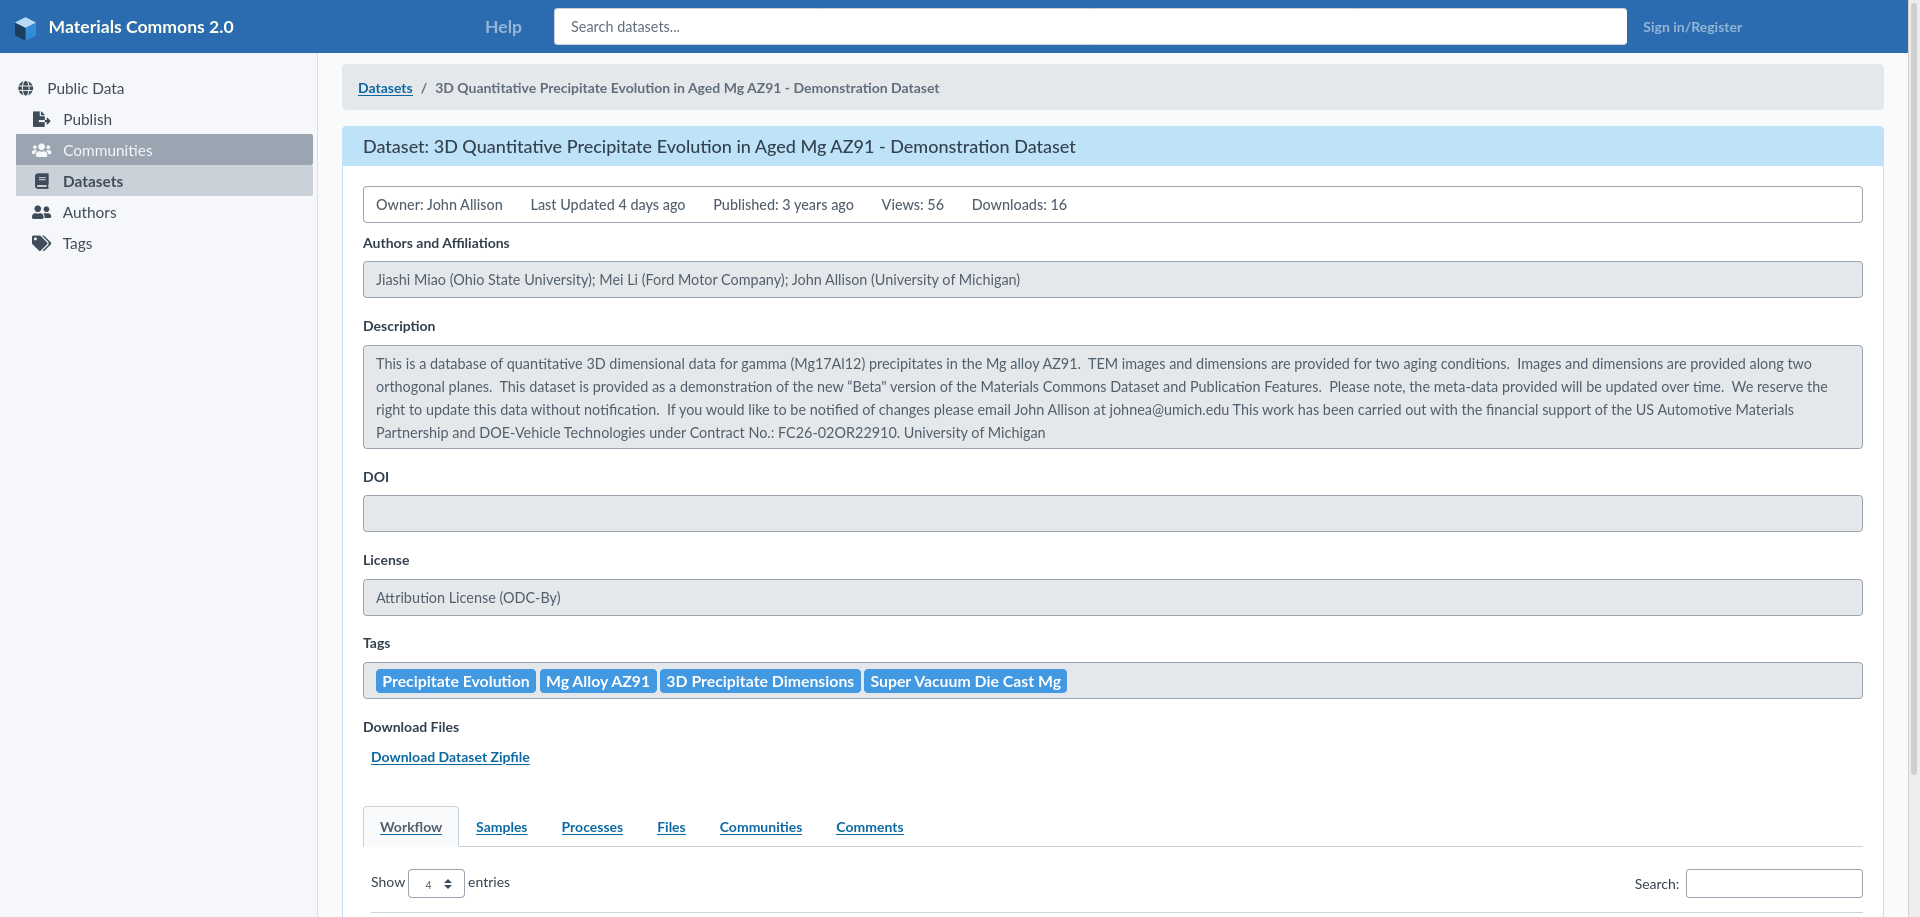 Materials Commons 2.0
Help
Search datasets...
Sign in/Register
Public Data
Publish
Communities
Datasets
Authors
Tags
Datasets / 3D Quantitative Precipitate Evolution in Aged Mg AZ91 - Demonstration Dataset
Dataset: 3D Quantitative Precipitate Evolution in Aged Mg AZ91 - Demonstration Dataset
Owner: John Allison Last Updated 4 days ago Published: 3 years ago Views: 56 Downloads: 16
Authors and Affiliations
Jiashi Miao (Ohio State University); Mei Li (Ford Motor Company); John Allison (University of Michigan)
Description
This is a database of quantitative 3D dimensional data for gamma (Mg17Al12) precipitates in the Mg alloy AZ91.  TEM images and dimensions are provided for two aging conditions.  Images and dimensions are provided along two
orthogonal planes.  This dataset is provided as a demonstration of the new “Beta" version of the Materials Commons Dataset and Publication Features.  Please note, the meta-data provided will be updated over time.  We reserve the
right to update this data without notification.  If you would like to be notified of changes please email John Allison at johnea@umich.edu This work has been carried out with the financial support of the US Automotive Materials
Partnership and DOE-Vehicle Technologies under Contract No.: FC26-02OR22910. University of Michigan
DOI
License
Attribution License (ODC-By)
Tags
Precipitate Evolution Mg Alloy AZ91 3D Precipitate Dimensions Super Vacuum Die Cast Mg
Download Files
Download Dataset Zipfile
Workflow Samples Processes Files Communities Comments
Show 4 entries
Search: